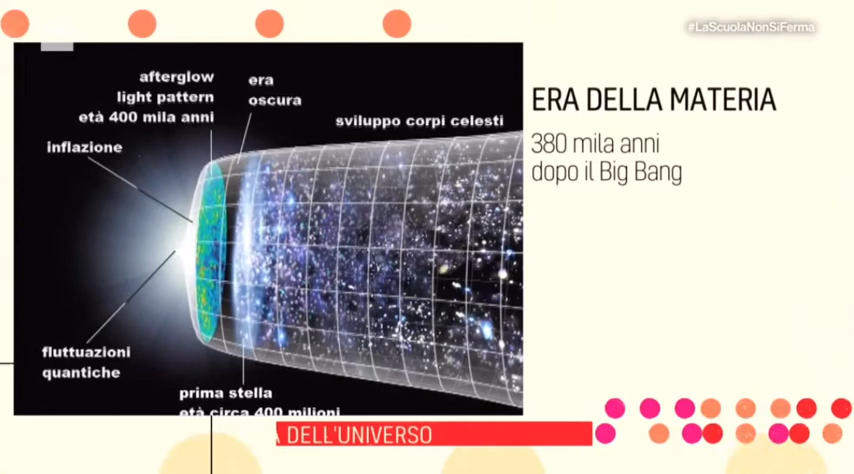 #LaScuolaNonSiFerma
afterglow
light pattern
età 400 mila anni
era
oscura
sviluppo corpi celesti
inflazione
fluttuazioni
quantiche
prima stella
età circa 400 milioni
ERA DELLA MATERIA
380 mila anni
dopo il Big Bang
DELL'UNIVERSO